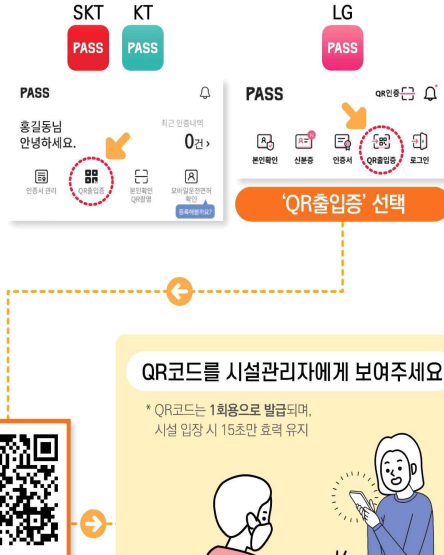 SKT KT LG
PASS PASS PASS
PASS
홍길동님
안녕하세요.
최근 인증내역
0건 >
인증서 관리
QR출입증
본인확인
QR촬영
모바일운전면허
확인
등록해볼까요?
PASS
QR인증
본인확인
신분증
인증서
QR출입증
로그인
'QR출입증' 선택
QR코드를 시설관리자에게 보여주세요
* QR코드는 1회용으로 발급되며,
시설 입장 시 15초만 효력 유지